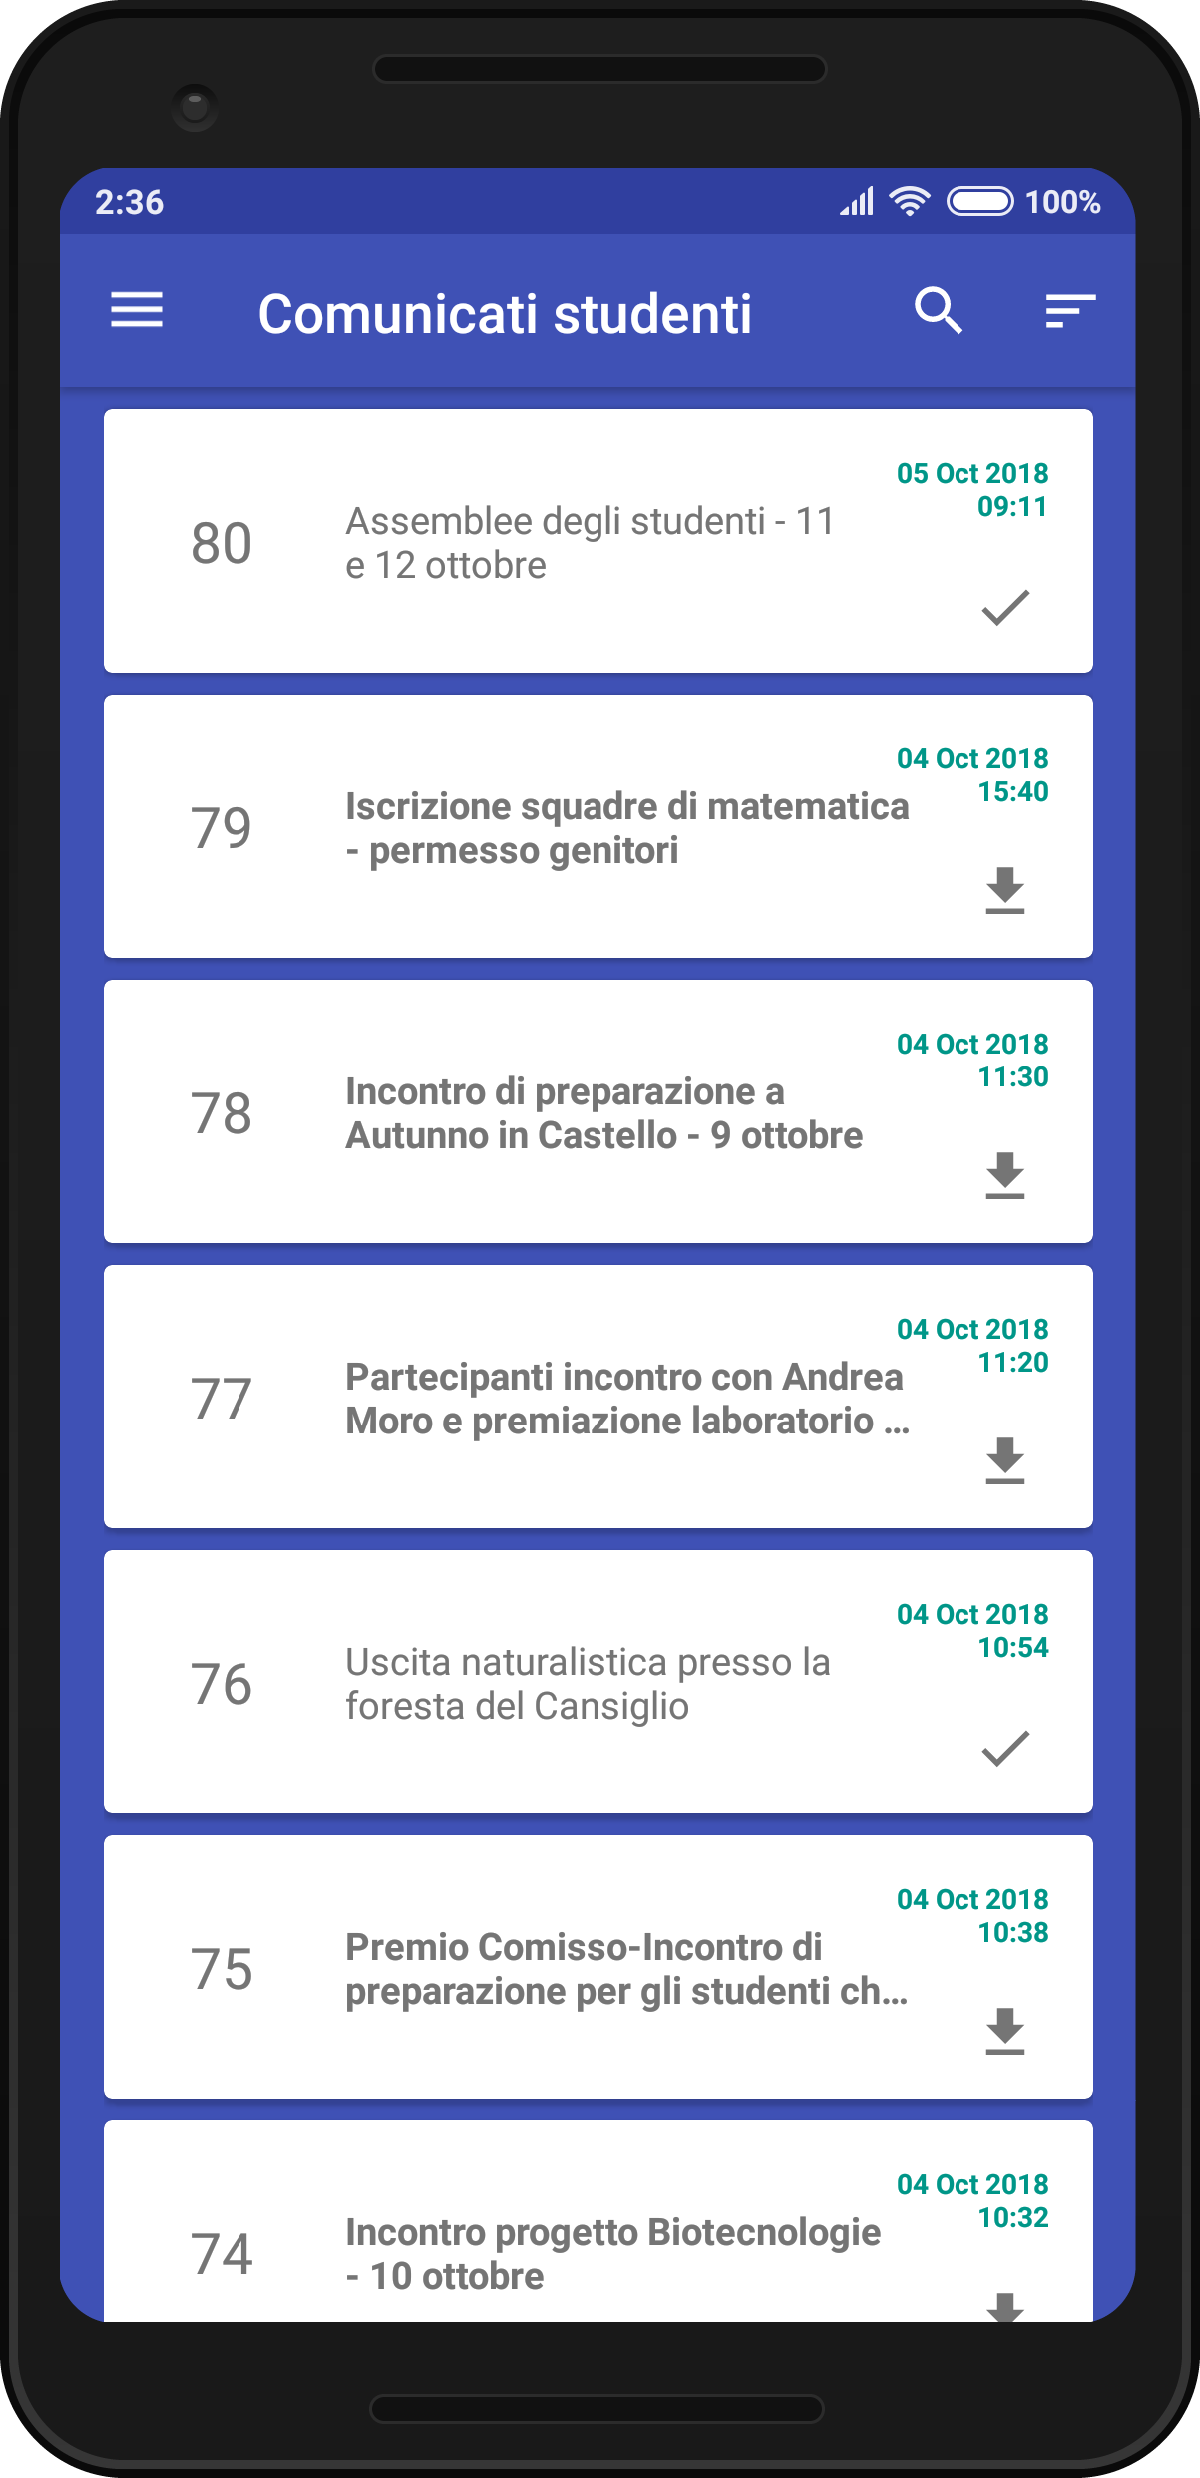 2:36
100%
Comunicati studenti
05 Oct 2018
09:11
80
Assemblee degli studenti - 11
e 12 ottobre
04 Oct 2018
15:40
79
Iscrizione squadre di matematica
- permesso genitori
04 Oct 2018
11:30
78
Incontro di preparazione a
Autunno in Castello - 9 ottobre
04 Oct 2018
11:20
77
Partecipanti incontro con Andrea
Moro e premiazione laboratorio ...
04 Oct 2018
10:54
76
Uscita naturalistica presso la
foresta del Cansiglio
04 Oct 2018
10:38
75
Premio Comisso-Incontro di
preparazione per gli studenti ch...
04 Oct 2018
10:32
74
Incontro progetto Biotecnologie
- 10 ottobre